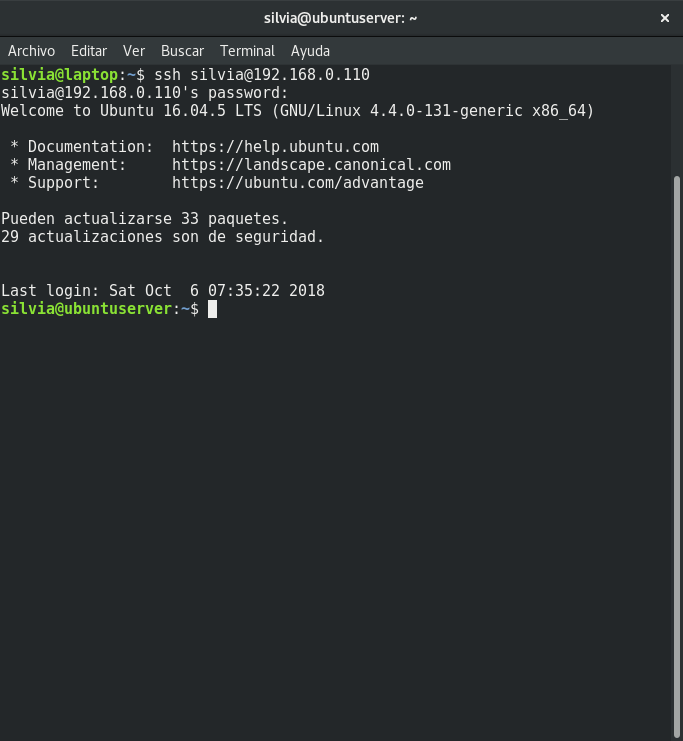 silvia@ubuntuserver: ~
Archivo Editar Ver Buscar Terminal Ayuda
silvia@laptop:~$ ssh silvia@192.168.0.110
silvia@192.168.0.110's password:
Welcome to Ubuntu 16.04.5 LTS (GNU/Linux 4.4.0-131-generic x86_64)
 * Documentation:  https://help.ubuntu.com
 * Management:     https://landscape.canonical.com
 * Support:        https://ubuntu.com/advantage
Pueden actualizarse 33 paquetes.
29 actualizaciones son de seguridad.
Last login: Sat Oct  6 07:35:22 2018
silvia@ubuntuserver:~$